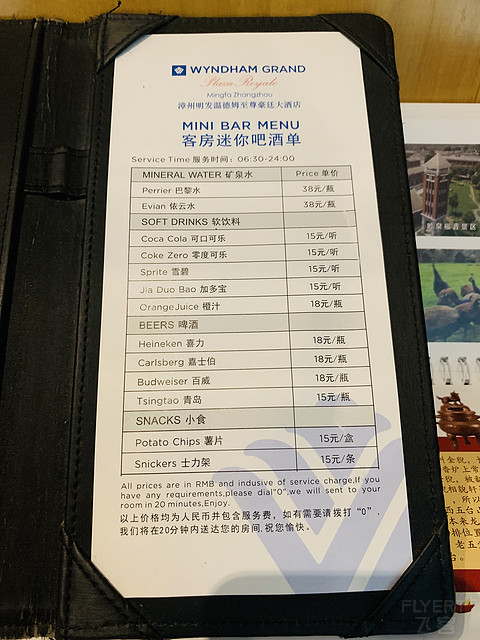 WYNDHAM GRAND
Plaza Royale
Mingfa Zhangzhou
漳州明发温德姆至尊豪廷大酒店
MINI BAR MENU
客房迷你吧酒单
Service Time 服务时间：06:30-24:00
MINERAL WATER 矿泉水 Price 单价
Perrier 巴黎水 38元/瓶
Evian 依云水 38元/瓶
SOFT DRINKS 软饮料
Coca Cola 可口可乐 15元/听
Coke Zero 零度可乐 15元/听
Sprite 雪碧 15元/听
Jia Duo Bao 加多宝 15元/听
OrangeJuice 橙汁 18元/瓶
BEERS 啤酒
Heineken 喜力 18元/瓶
Carlsberg 嘉士伯 18元/瓶
Budweiser 百威 18元/瓶
Tsingtao 青岛 15元/瓶
SNACKS 小食
Potato Chips 薯片 15元/盒
Snickers 士力架 15元/条
All prices are in RMB and indusive of service charge,If you
have any requirements,please dial"0",we will sent to your
room in 20 minutes,Enjoy.
以上价格均为人民币并包含服务费，如有需要请拨打“0”，
我们将在20分钟内送达您的房间.祝您愉快。
FLYERT